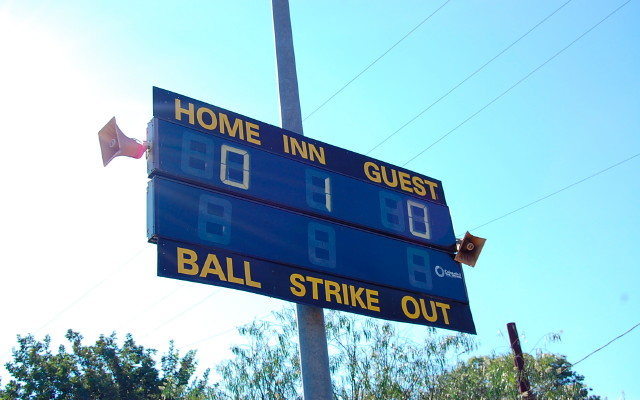 HOME INN GUEST
0 1 0
BALL STRIKE OUT